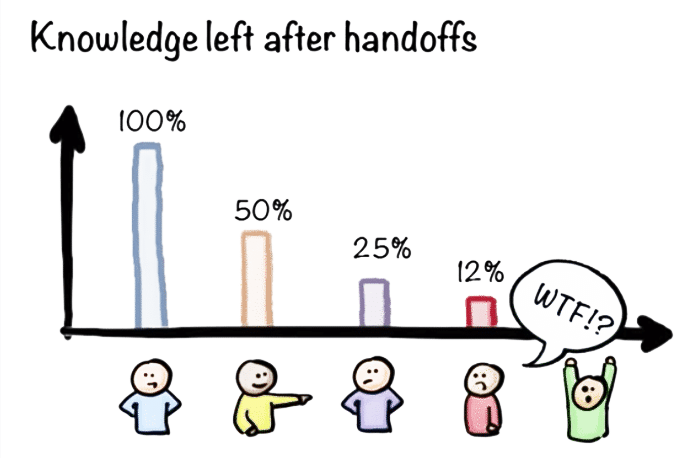 Knowledge left after handoffs
100%
50%
25%
12%
WTF!?